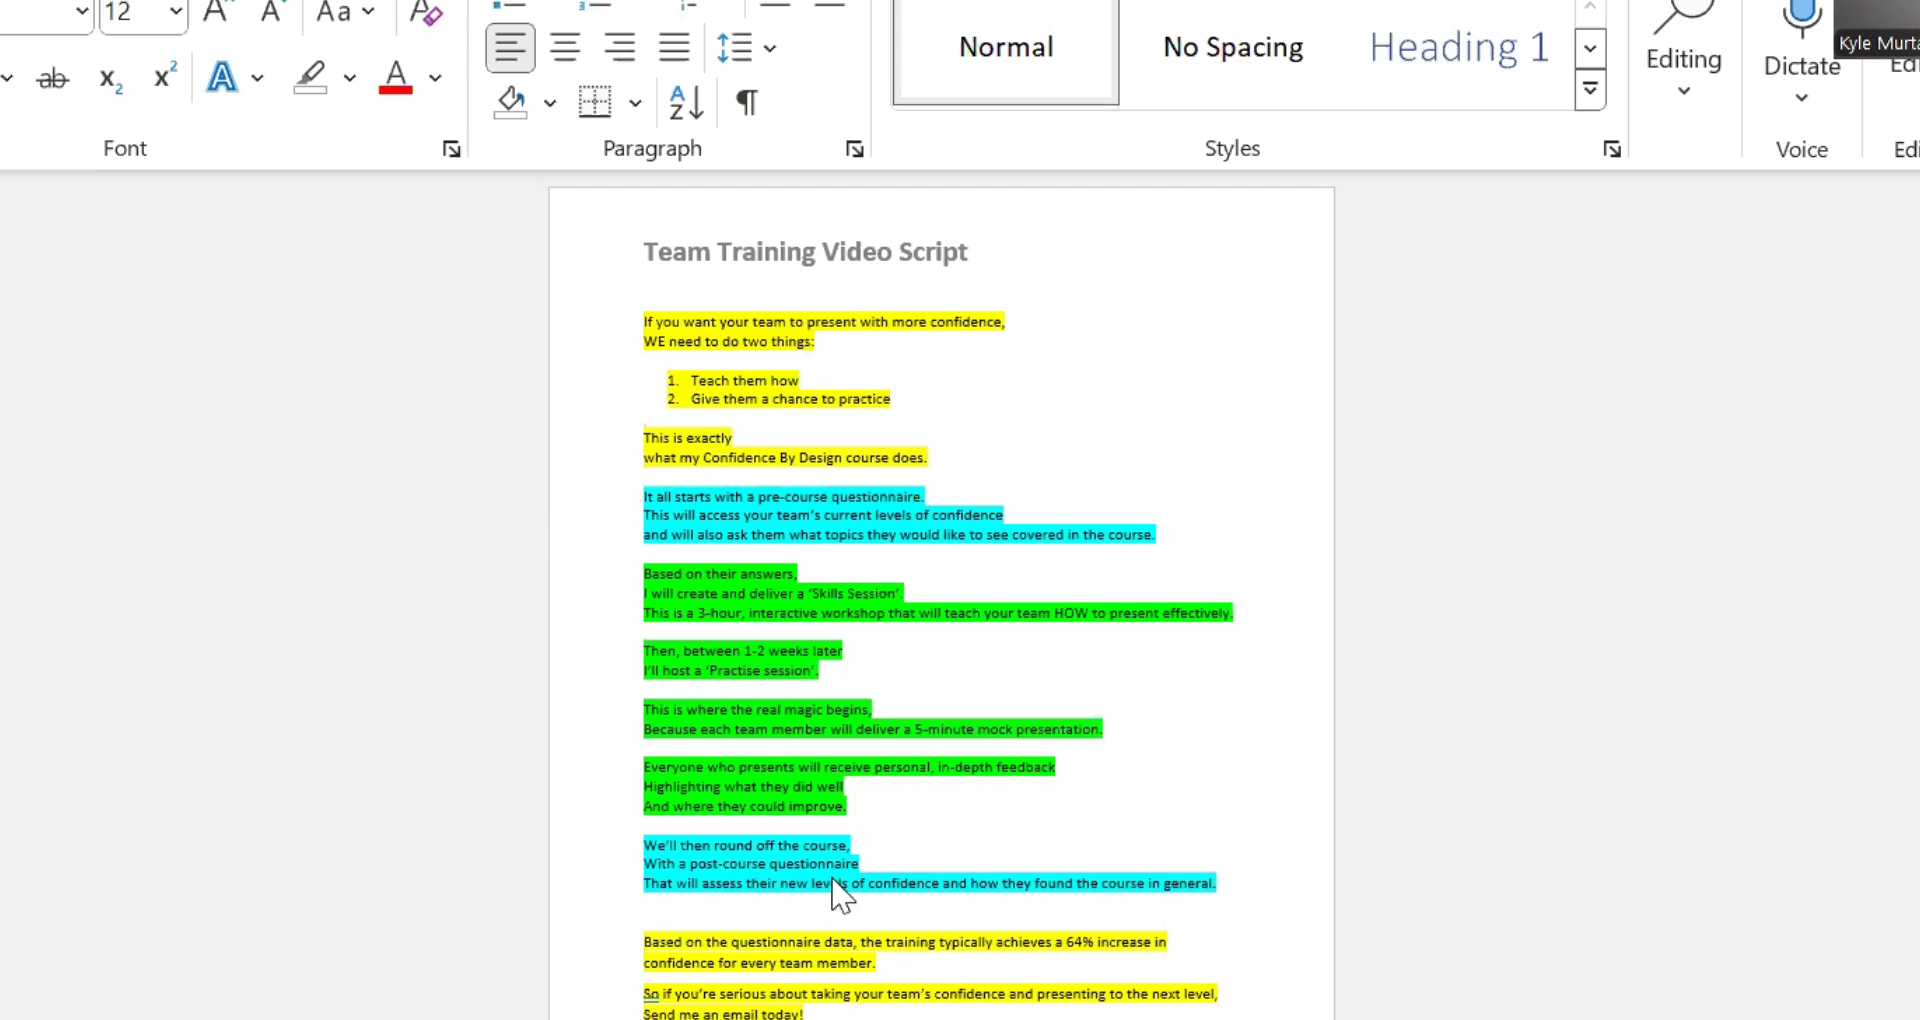 12
Aa
ab
x2
x2
A
A
A
Z
¶
Font
Paragraph
Normal
No Spacing
Heading 1
Styles
Editing
Dictate
Voice
Kyle
Team Training Video Script
If you want your team to present with more confidence,
WE need to do two things:
1. Teach them how
2. Give them a chance to practice
This is exactly
what my Confidence By Design course does.
It all starts with a pre-course questionnaire.
This will access your team's current levels of confidence
and will also ask them what topics they would like to see covered in the course.
Based on their answers,
I will create and deliver a 'Skills Session'.
This is a 3-hour, interactive workshop that will teach your team HOW to present effectively.
Then, between 1-2 weeks later
I'll host a 'Practise session'.
This is where the real magic begins,
Because each team member will deliver a 5-minute mock presentation.
Everyone who presents will receive personal, in-depth feedback
Highlighting what they did well
And where they could improve.
We'll then round off the course,
With a post-course questionnaire
That will assess their new levels of confidence and how they found the course in general.
Based on the questionnaire data, the training typically achieves a 64% increase in
confidence for every team member.
So if you're serious about taking your team's confidence and presenting to the next level,
Send me an email today!